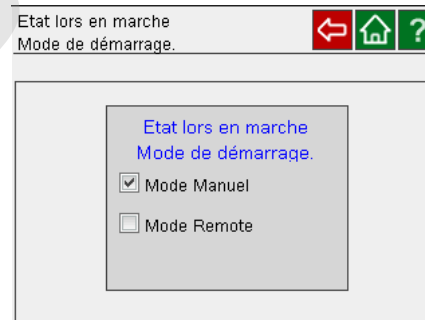 Etat lors en marche
Mode de démarrage.
?
Etat lors en marche
Mode de démarrage.
Mode Manuel
Mode Remote